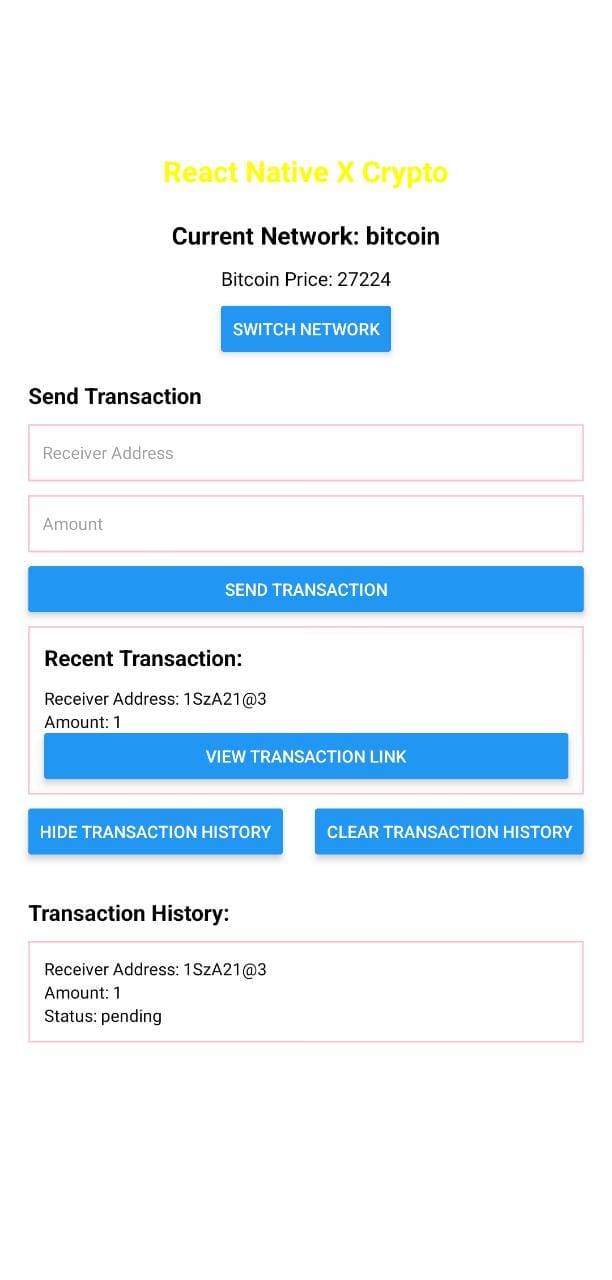 React Native X Crypto
Current Network: bitcoin
Bitcoin Price: 27224
SWITCH NETWORK
Send Transaction
Receiver Address
Amount
SEND TRANSACTION
Recent Transaction:
Receiver Address: 1SzA21@3
Amount: 1
VIEW TRANSACTION LINK
HIDE TRANSACTION HISTORY
CLEAR TRANSACTION HISTORY
Transaction History:
Receiver Address: 1SzA21@3
Amount: 1
Status: pending